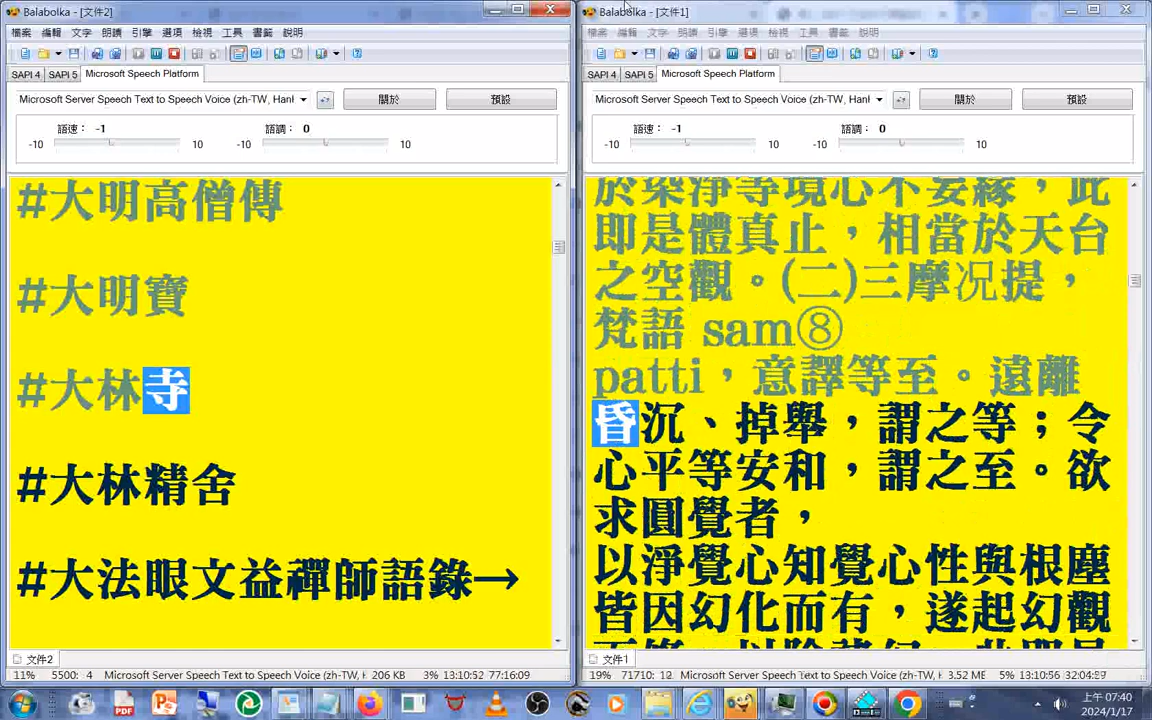 Balabolka - [文件2]
檔案 編輯 文字 朗讀 引擎 選項 檢視 工具 書籤 說明
SAPI 4 SAPI 5 Microsoft Speech Platform
Microsoft Server Speech Text to Speech Voice (zh-TW, Hanl
關於 預設
語速： -1 語調： 0
-10 10 -10 10
#大明高僧傳
#大明寶
#大林寺
#大林精舍
#大法眼文益禪師語錄→
文件2
11% 5500: 4 Microsoft Server Speech Text to Speech Voice (zh-TW, H 206 KB 3% 13:10:52 77:16:09
Balabolka - [文件1]
檔案 編輯 文字 朗讀 引擎 選項 檢視 工具 書籤 說明
SAPI 4 SAPI 5 Microsoft Speech Platform
Microsoft Server Speech Text to Speech Voice (zh-TW, Hanl
關於 預設
語速： -1 語調： 0
-10 10 -10 10
於染淨等境心不妄緣，此
即是體真止，相當於天台
之空觀。(二)三摩況提，
梵語 sam⑧
patti，意譯等至。遠離
昏沉、掉舉，謂之等；令
心平等安和，謂之至。欲
求圓覺者，
以淨覺心知覺心性與根塵
皆因幻化而有，遂起幻觀
文件1
19% 71710: 12 Microsoft Server Speech Text to Speech Voice (zh-TW, H 3.52 MB 5% 13:10:56 32:04:59
上午 07:40
2024/1/17